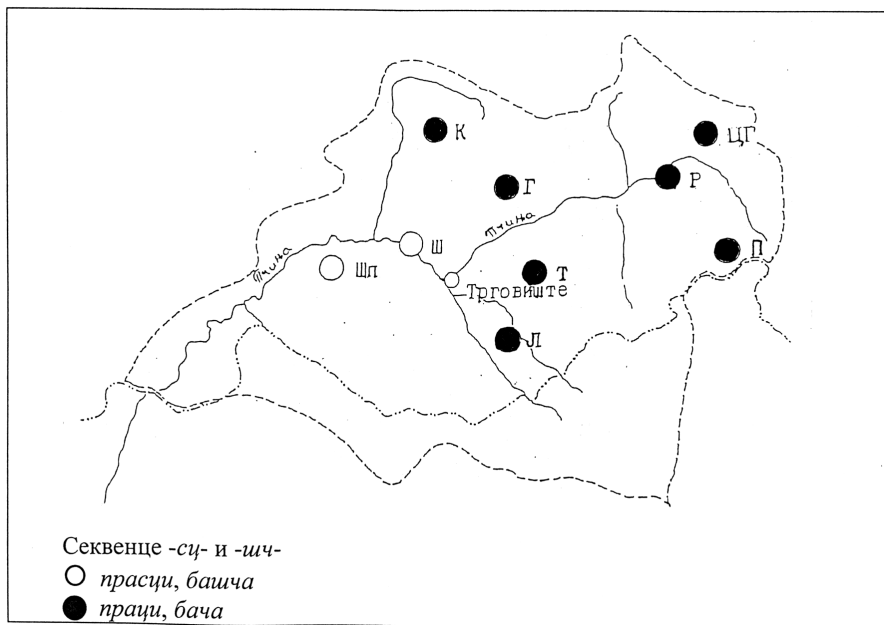 К
ЦГ
Г
Р
Пчиња
Ш
П
Пчиња
Шп
Т
Трговиште
Л
Секвенце -сц- и -шч-
прасци, башча
праци, бача